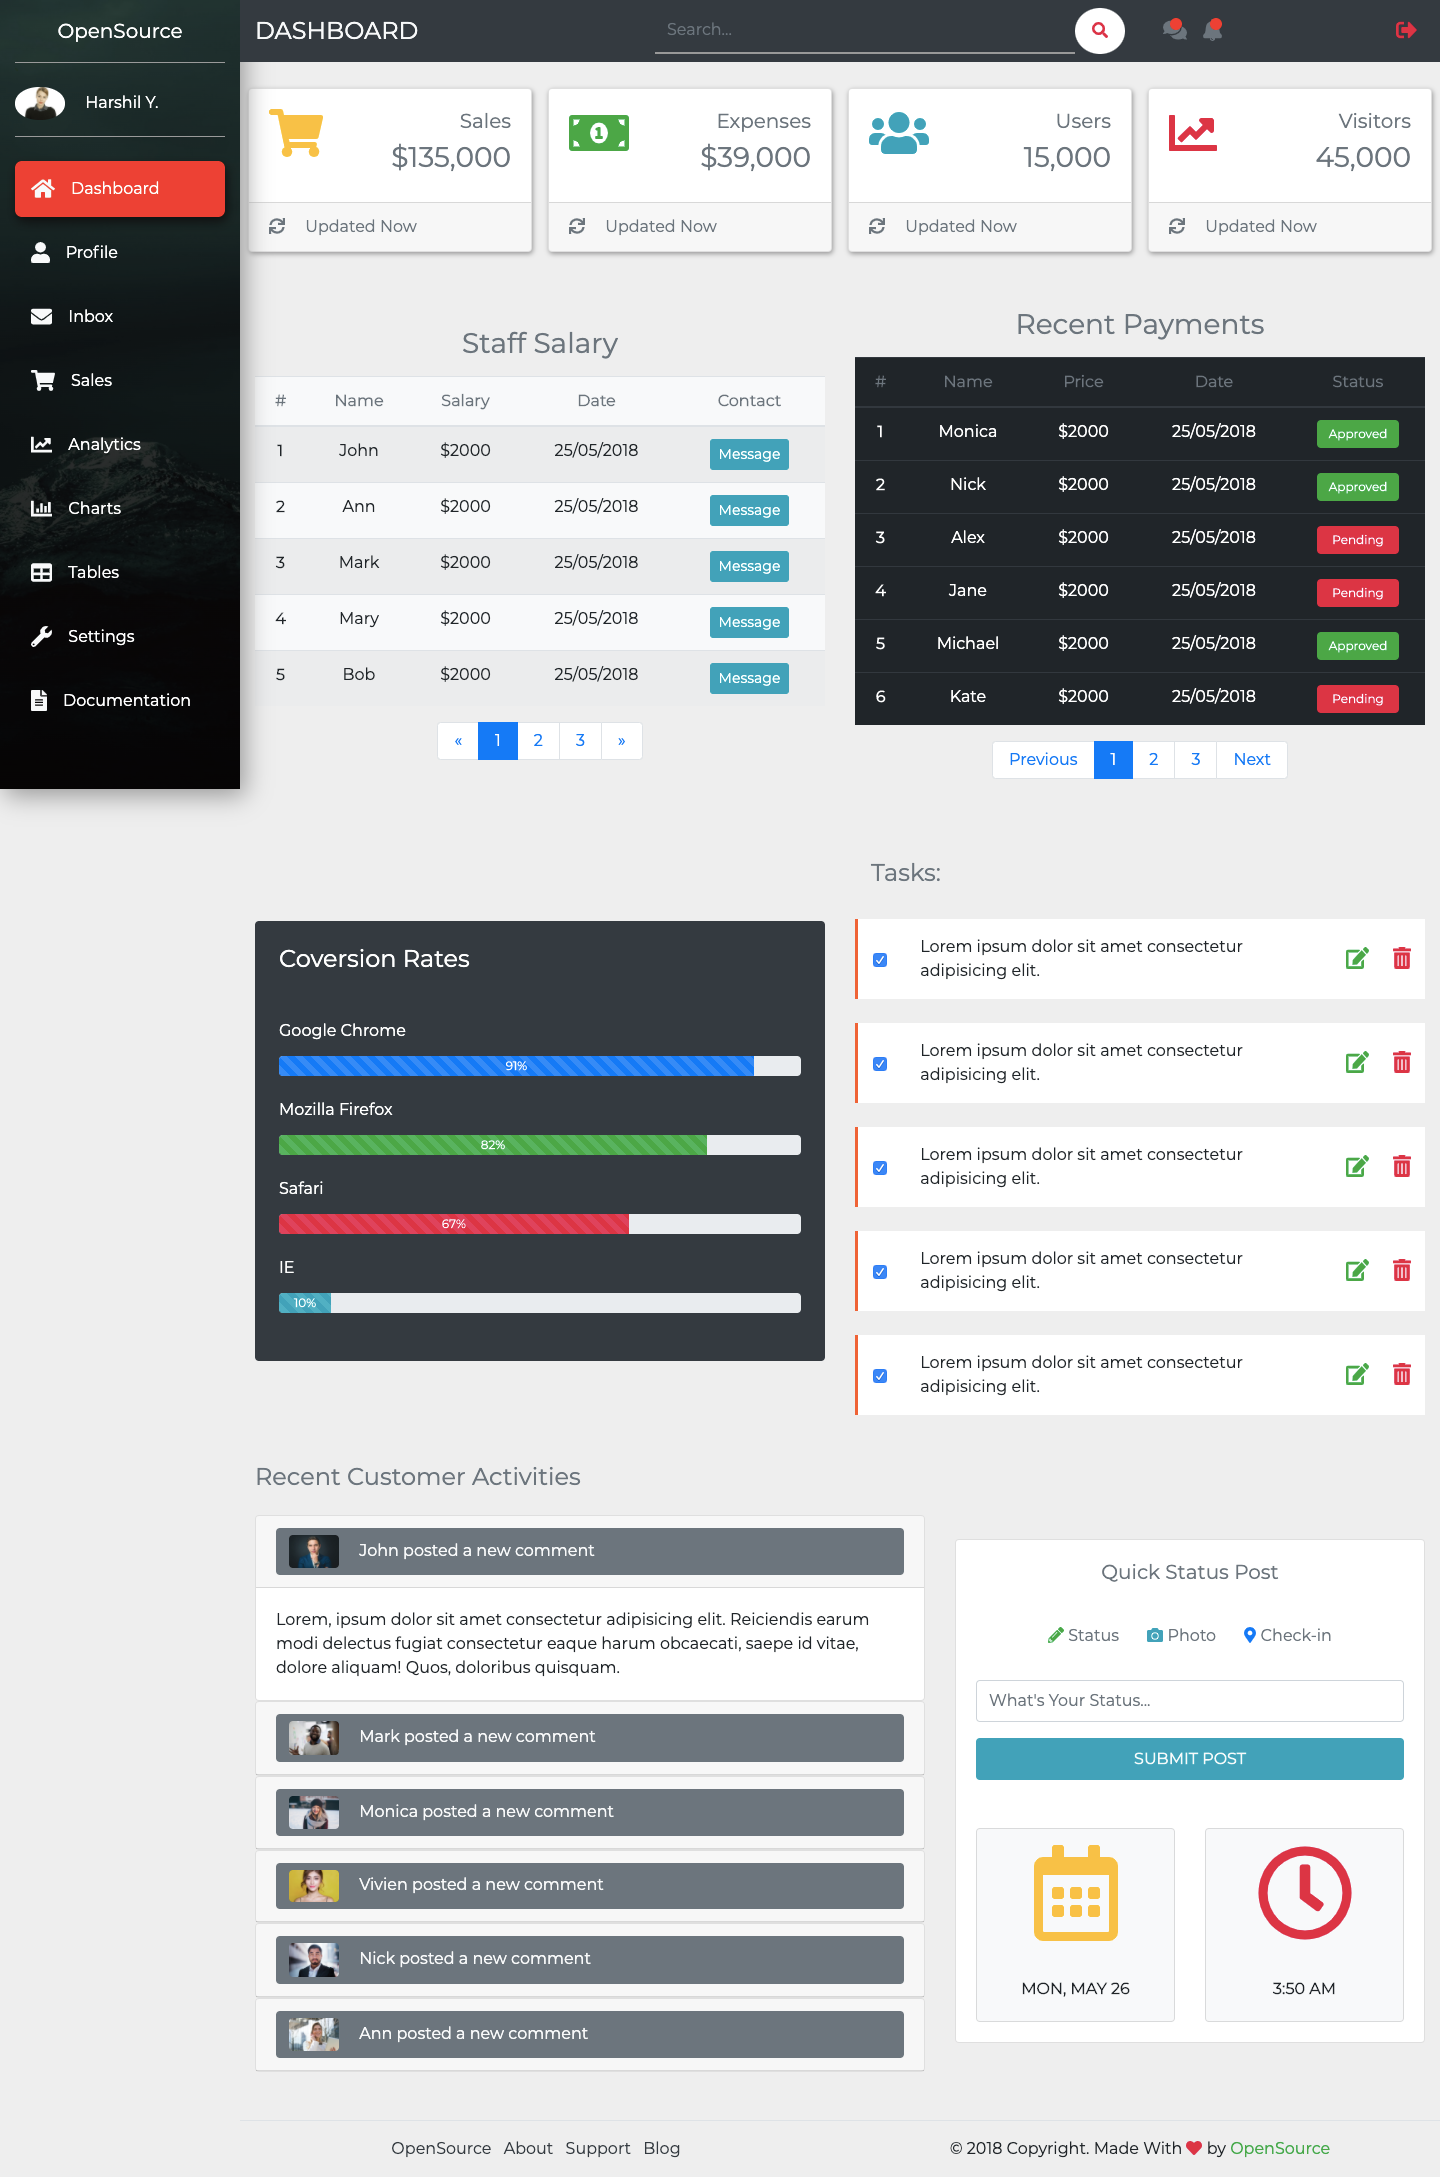 OpenSource
Harshil Y.
Dashboard
Profile
Inbox
Sales
Analytics
Charts
Tables
Settings
Documentation
DASHBOARD
Search...
Sales
$135,000
Updated Now
Expenses
$39,000
Updated Now
Users
15,000
Updated Now
Visitors
45,000
Updated Now
Staff Salary
# Name Salary Date Contact
1 John $2000 25/05/2018 Message
2 Ann $2000 25/05/2018 Message
3 Mark $2000 25/05/2018 Message
4 Mary $2000 25/05/2018 Message
5 Bob $2000 25/05/2018 Message
« 1 2 3 »
Recent Payments
# Name Price Date Status
1 Monica $2000 25/05/2018 Approved
2 Nick $2000 25/05/2018 Approved
3 Alex $2000 25/05/2018 Pending
4 Jane $2000 25/05/2018 Pending
5 Michael $2000 25/05/2018 Approved
6 Kate $2000 25/05/2018 Pending
Previous 1 2 3 Next
Coversion Rates
Google Chrome
91%
Mozilla Firefox
82%
Safari
67%
IE
10%
Tasks:
Lorem ipsum dolor sit amet consectetur
adipisicing elit.
Lorem ipsum dolor sit amet consectetur
adipisicing elit.
Lorem ipsum dolor sit amet consectetur
adipisicing elit.
Lorem ipsum dolor sit amet consectetur
adipisicing elit.
Lorem ipsum dolor sit amet consectetur
adipisicing elit.
Recent Customer Activities
John posted a new comment
Lorem, ipsum dolor sit amet consectetur adipisicing elit. Reiciendis earum
modi delectus fugiat consectetur eaque harum obcaecati, saepe id vitae,
dolore aliquam! Quos, doloribus quisquam.
Mark posted a new comment
Monica posted a new comment
Vivien posted a new comment
Nick posted a new comment
Ann posted a new comment
Quick Status Post
Status Photo Check-in
What's Your Status...
SUBMIT POST
MON, MAY 26
3:50 AM
OpenSource About Support Blog
© 2018 Copyright. Made With ❤ by OpenSource